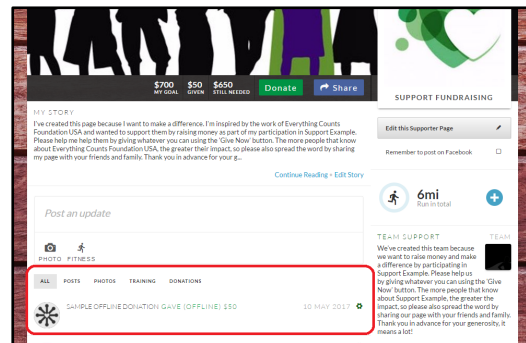 $700 $50 $650
MY GOAL GIVEN STILL NEEDED
Donate
Share
MY STORY
I've created this page because I want to make a difference. I'm inspired by the work of Everything Counts
Foundation USA and wanted to support them by raising money as part of my participation in Support Example.
Please help me help them by giving whatever you can using the 'Give Now' button. The more people that know
about Everything Counts Foundation USA, the greater their impact, so please also spread the word by sharing
my page with your friends and family. Thank you in advance for your g...
Continue Reading • Edit Story
Post an update
PHOTO FITNESS
ALL POSTS PHOTOS TRAINING DONATIONS
SAMPLE OFFLINE DONATION GAVE (OFFLINE) $50 10 MAY 2017
SUPPORT FUNDRAISING
Edit this Supporter Page
Remember to post on Facebook
6mi
Run in total
TEAM SUPPORT TEAM
We've created this team because
we want to raise money and make
a difference by participating in
Support Example. Please help us
by giving whatever you can using the 'Give
Now' button. The more people that know
about Support Example, the greater the
impact, so please also spread the word by
sharing our page with your friends and family.
Thank you in advance for your generosity, it
means a lot!